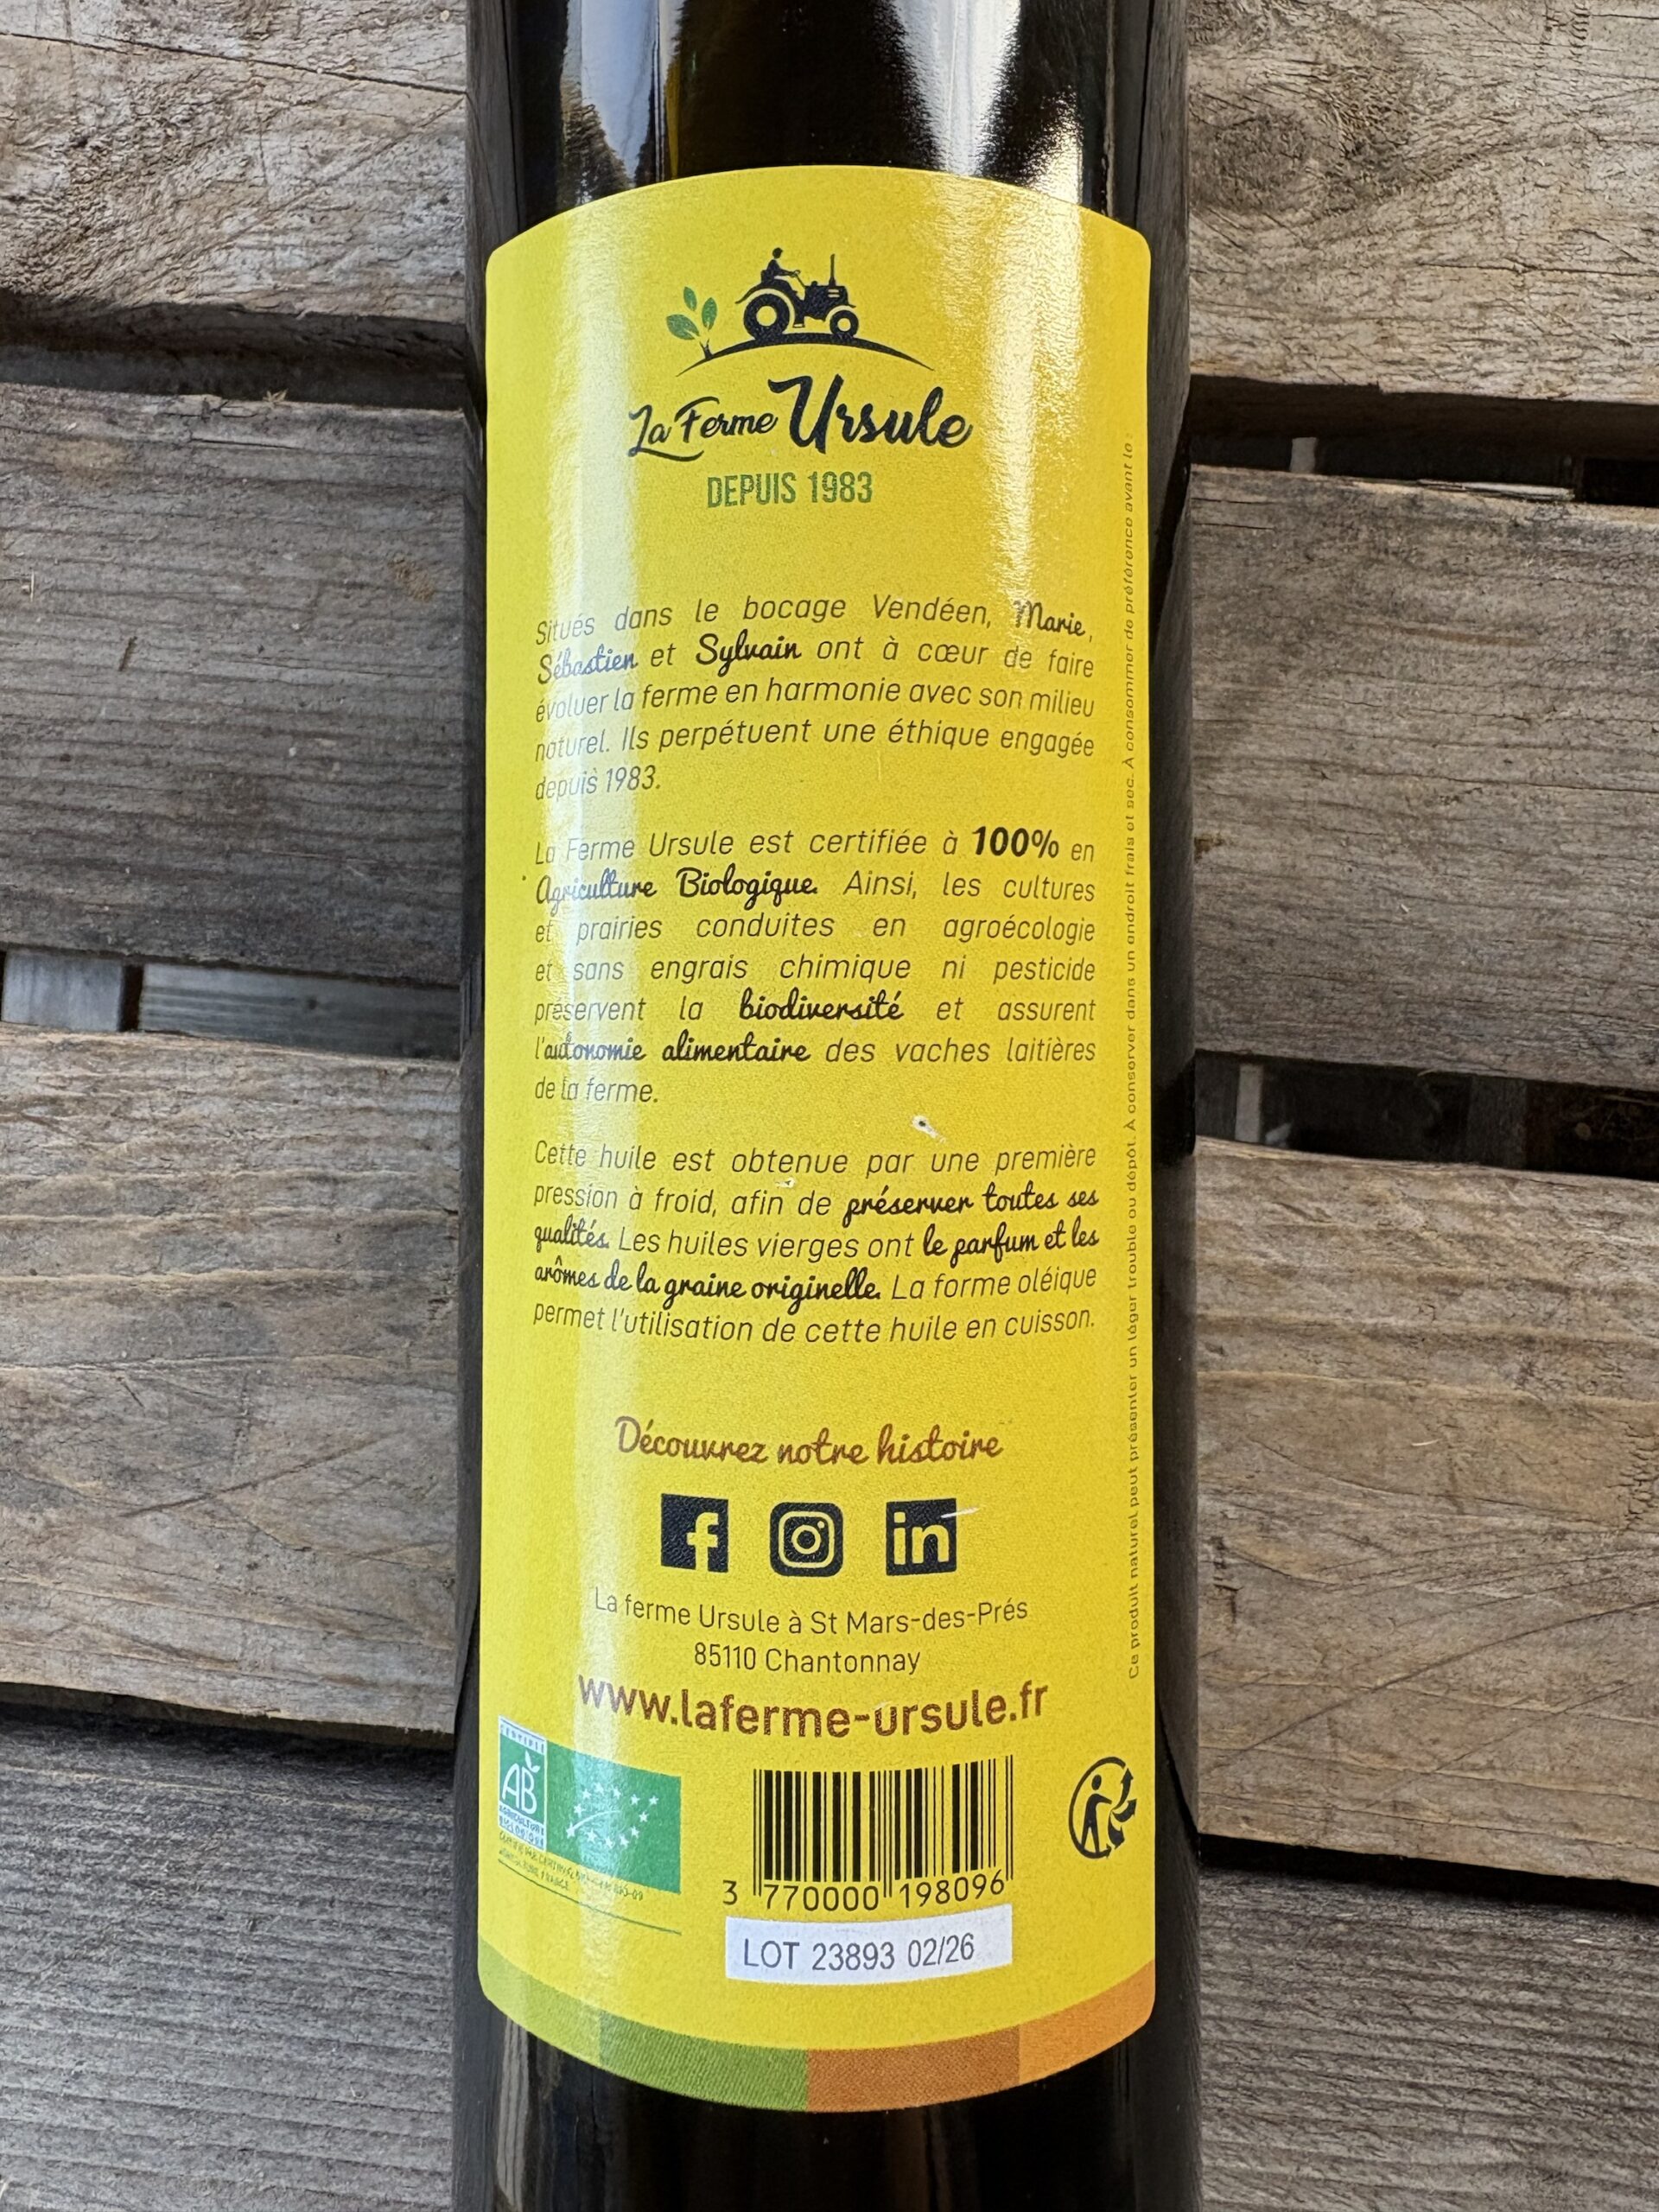 La Ferme Ursule
DEPUIS 1983
Situés dans le bocage Vendéen, Marie,
Sébastien et Sylvain ont à cœur de faire
évoluer la ferme en harmonie avec son milieu
naturel. Ils perpétuent une éthique engagée
depuis 1983.
La Ferme Ursule est certifiée à 100% en
Agriculture Biologique. Ainsi, les cultures
et prairies conduites en agroécologie
et sans engrais chimique ni pesticide
préservent la biodiversité et assurent
l'autonomie alimentaire des vaches laitières
de la ferme.
Cette huile est obtenue par une première
pression à froid, afin de préserver toutes ses
qualités. Les huiles vierges ont le parfum et les
arômes de la graine originelle. La forme oléique
permet l'utilisation de cette huile en cuisson.
Découvrez notre histoire
f in
La ferme Ursule à St Mars-des-Prés
85110 Chantonnay
www.laferme-ursule.fr
CERTIFIÉ
AB
AGRICULTURE
BIOLOGIQUE
3 770000 198096
LOT 23893 02/26
Ce produit naturel peut présenter un léger trouble ou dépôt. À conserver dans un endroit frais et sec. À consommer de préférence avant le :